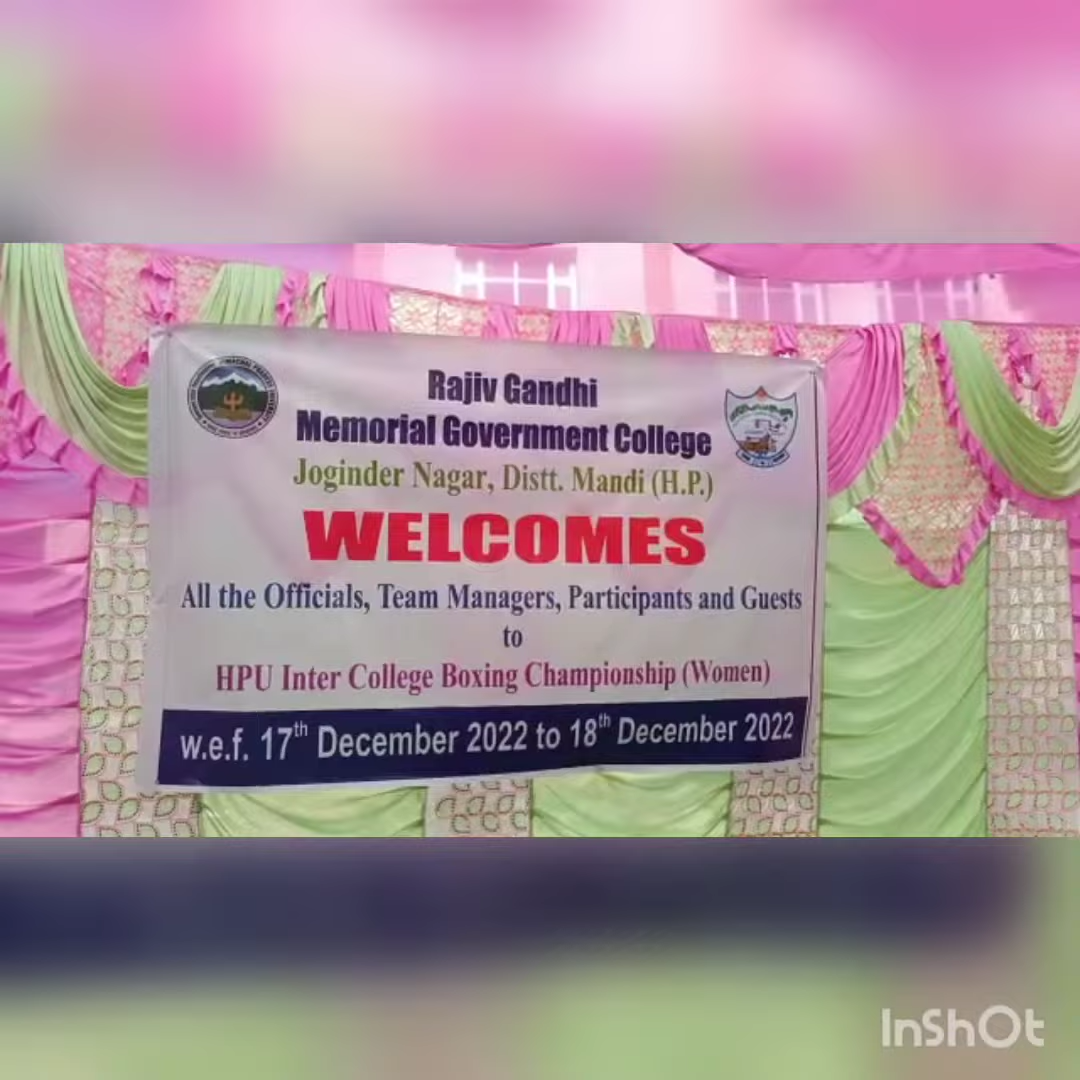 Rajiv Gandhi
Memorial Government College
Joginder Nagar, Distt. Mandi (H.P.)
WELCOMES
All the Officials, Team Managers, Participants and Guests
to
HPU Inter College Boxing Championship (Women)
w.e.f. 17th December 2022 to 18th December 2022
InShOt